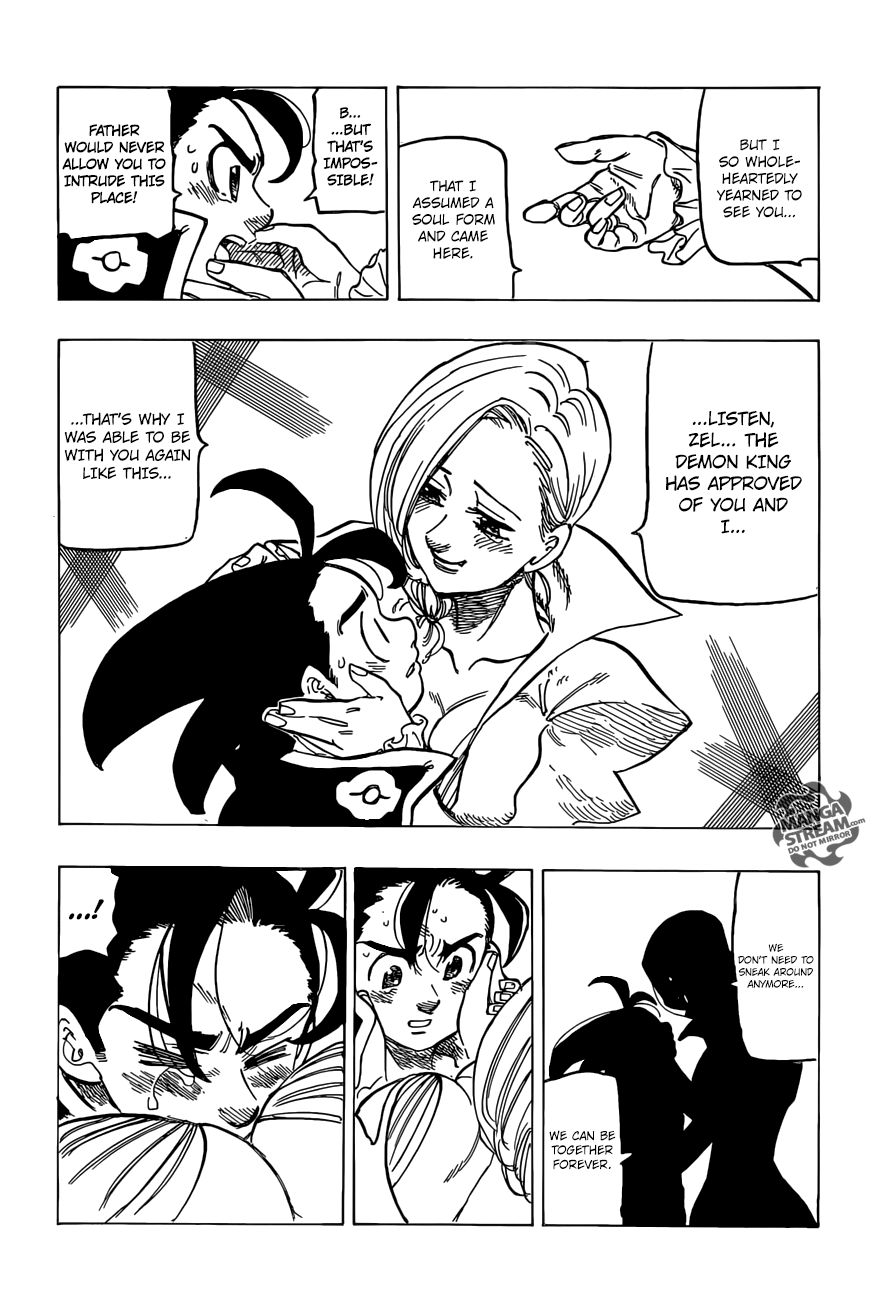 BUT I
SO WHOLE-
HEARTEDLY
YEARNED TO
SEE YOU...
THAT I
ASSUMED A
SOUL FORM
AND CAME
HERE.
B...
...BUT
THAT'S
IMPOS-
SIBLE!
FATHER
WOULD NEVER
ALLOW YOU TO
INTRUDE THIS
PLACE!
...LISTEN,
ZEL... THE
DEMON KING
HAS APPROVED
OF YOU AND
I...
...THAT'S WHY I
WAS ABLE TO BE
WITH YOU AGAIN
LIKE THIS...
MANGA
STREAM.com
DO NOT MIRROR
WE
DON'T NEED TO
SNEAK AROUND
ANYMORE...
WE CAN BE
TOGETHER
FOREVER.
...!